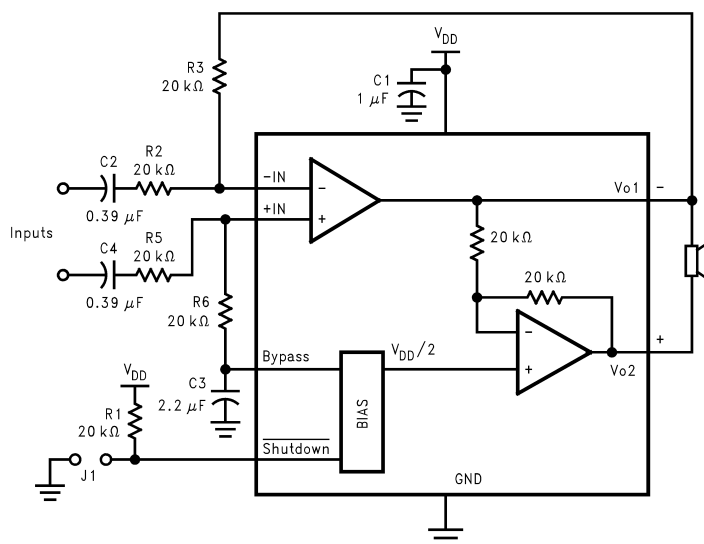 V_DD
R3
20 kΩ
C1
1 µF
C2
R2
20 kΩ
-IN
Vo1
-
0.39 µF
+IN
-
+
Inputs
C4
R5
20 kΩ
20 kΩ
0.39 µF
R6
20 kΩ
20 kΩ
Bypass
V_DD/2
-
+
+
Vo2
C3
2.2 µF
V_DD
R1
20 kΩ
BIAS
Shutdown
J1
GND